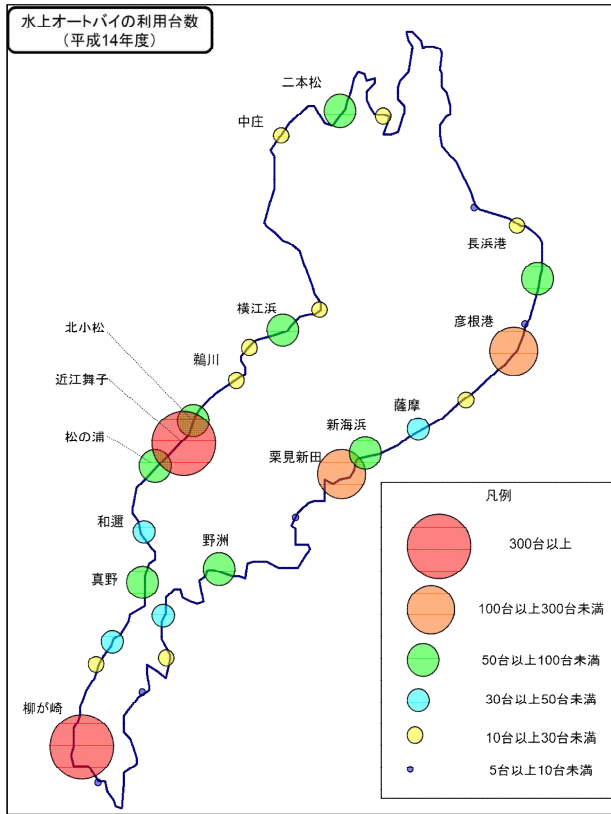 水上オートバイの利用台数
（平成14年度）
二本松
中庄
長浜港
横江浜
彦根港
北小松
鵜川
近江舞子
薩摩
新海浜
松の浦
栗見新田
和邇
野洲
真野
柳が崎
凡例
300台以上
100台以上300台未満
50台以上100台未満
30台以上50台未満
10台以上30台未満
5台以上10台未満